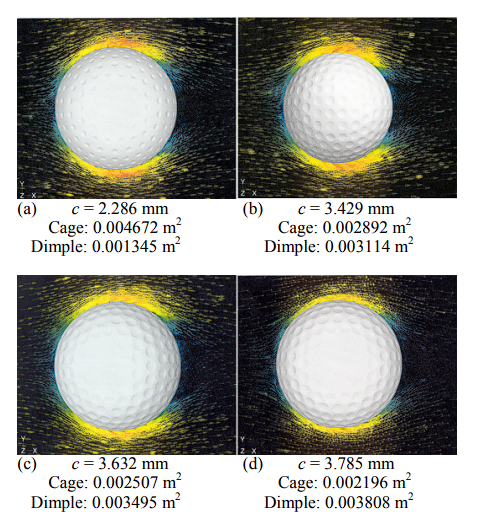 Y
Z X
Y
Z X
(a) c = 2.286 mm
Cage: 0.004672 m²
Dimple: 0.001345 m²
(b) c = 3.429 mm
Cage: 0.002892 m²
Dimple: 0.003114 m²
Y
Z X
Y
Z X
(c) c = 3.632 mm
Cage: 0.002507 m²
Dimple: 0.003495 m²
(d) c = 3.785 mm
Cage: 0.002196 m²
Dimple: 0.003808 m²